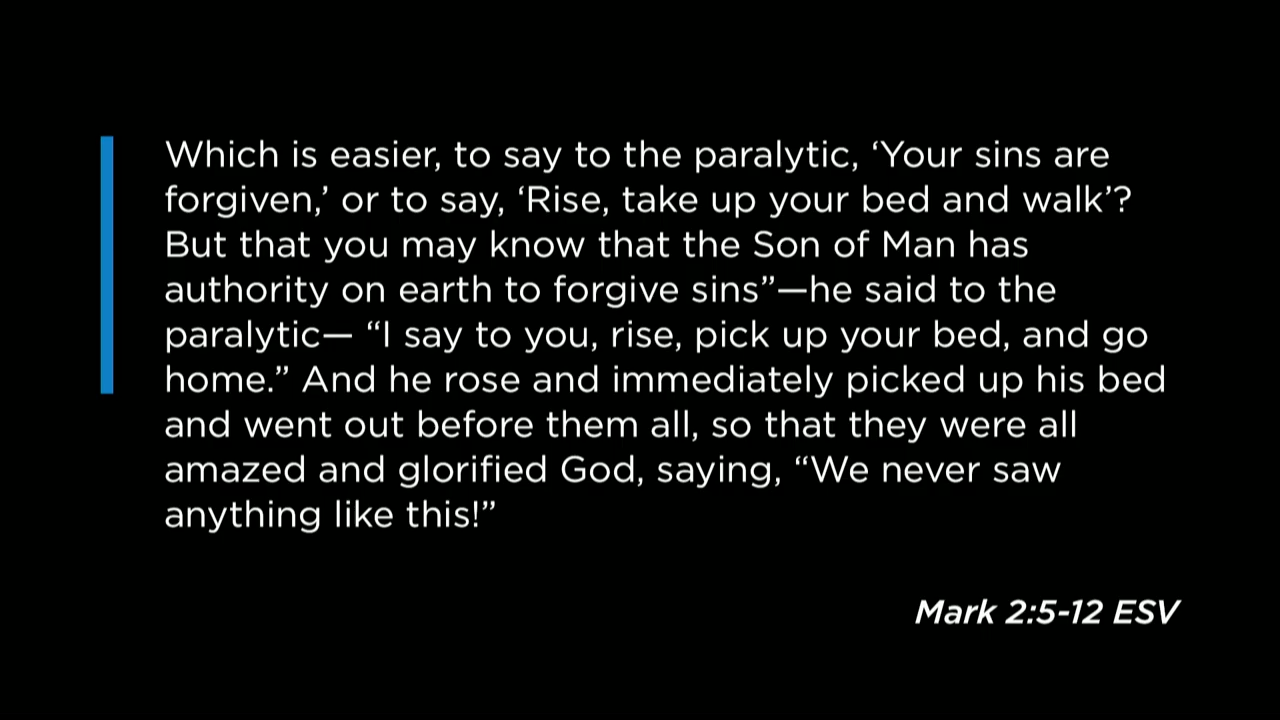 Which is easier, to say to the paralytic, ‘Your sins are
forgiven,’ or to say, ‘Rise, take up your bed and walk’?
But that you may know that the Son of Man has
authority on earth to forgive sins”—he said to the
paralytic— “I say to you, rise, pick up your bed, and go
home.” And he rose and immediately picked up his bed
and went out before them all, so that they were all
amazed and glorified God, saying, “We never saw
anything like this!”
Mark 2:5-12 ESV